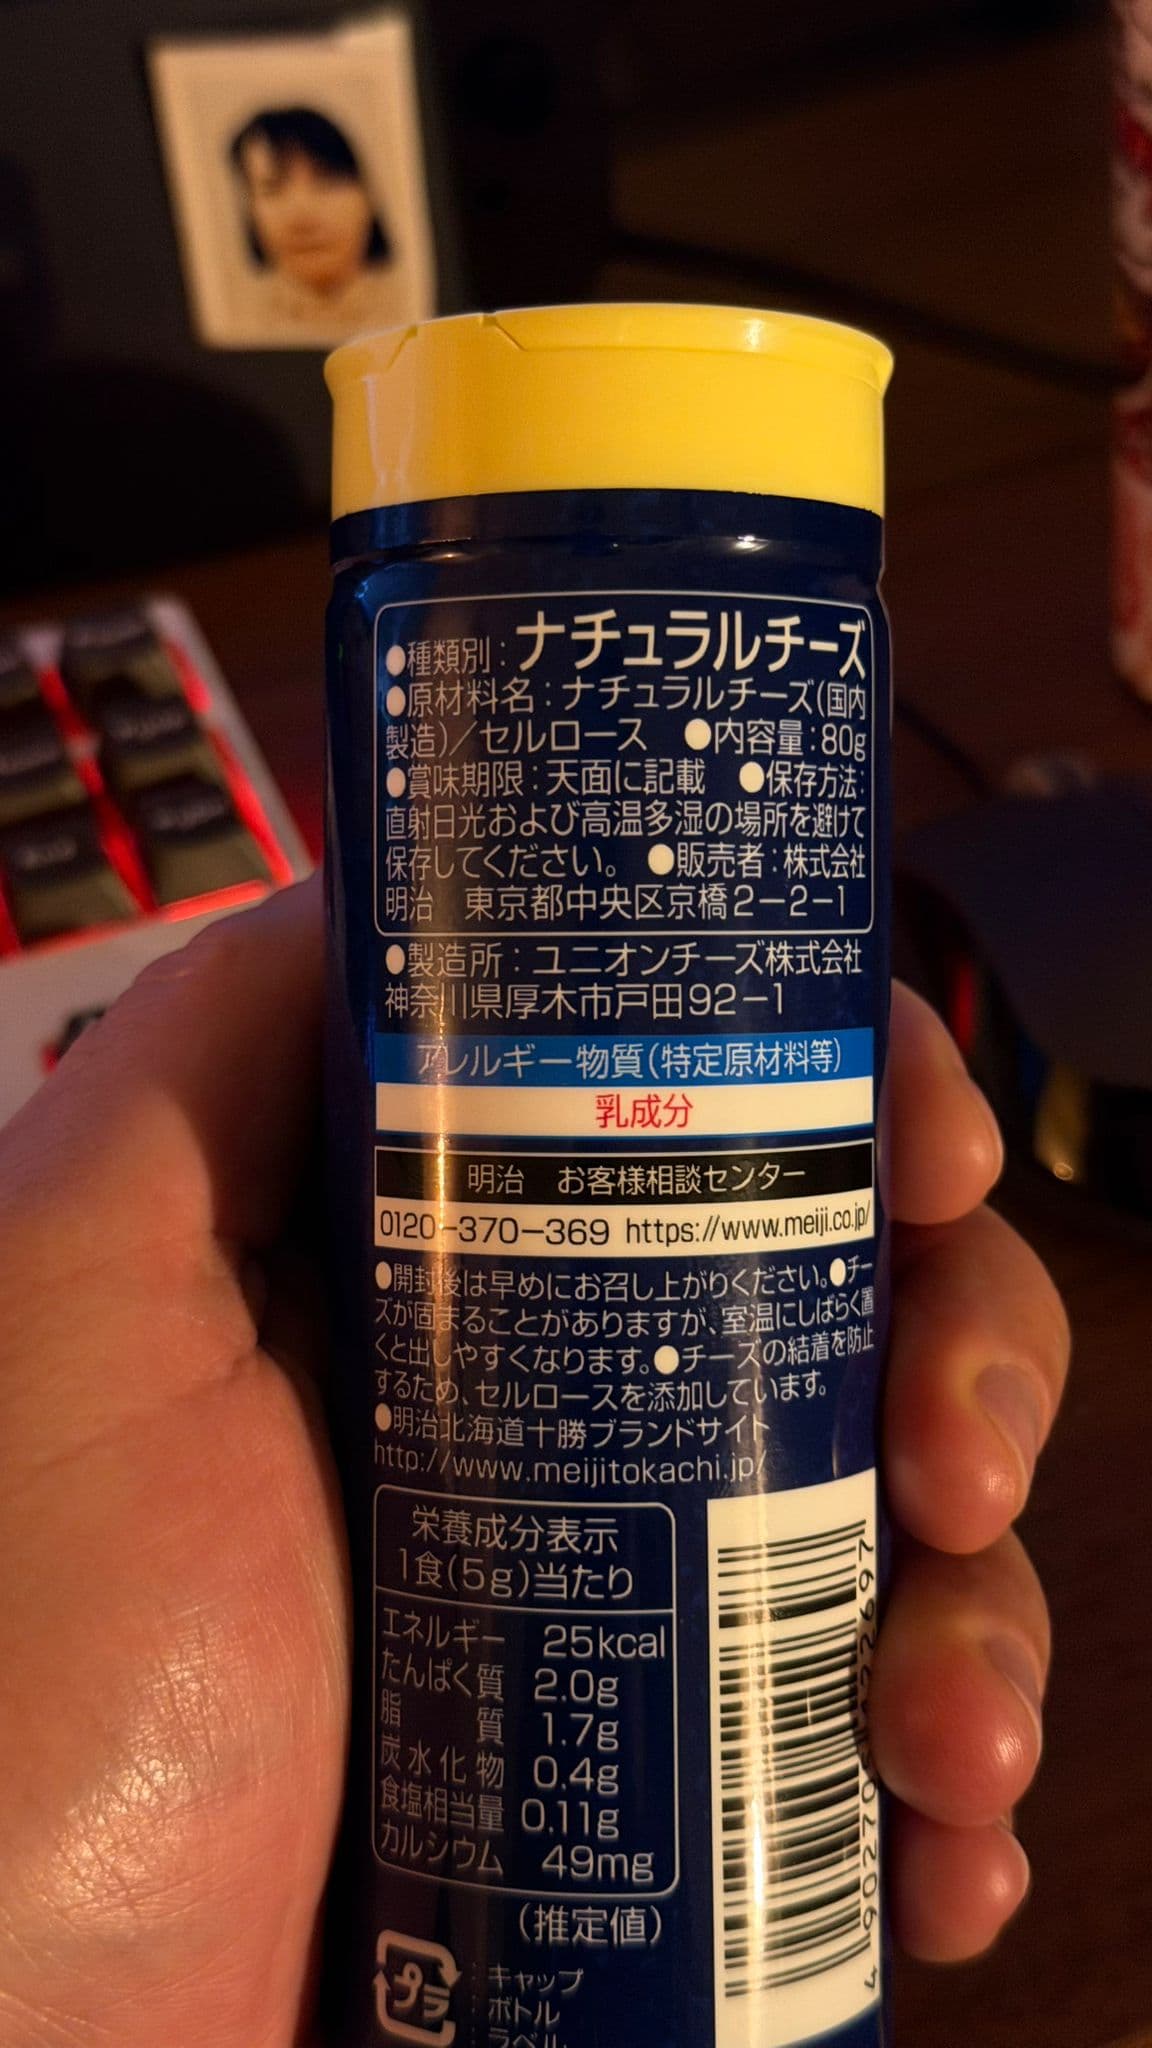 ●種類別：ナチュラルチーズ
●原材料名：ナチュラルチーズ（国内
製造）／セルロース ●内容量：80g
●賞味期限：天面に記載 ●保存方法：
直射日光および高温多湿の場所を避けて
保存してください。 ●販売者：株式会社
明治 東京都中央区京橋2－2－1
●製造所：ユニオンチーズ株式会社
神奈川県厚木市戸田92－1
アレルギー物質（特定原材料等）
乳成分
明治 お客様相談センター
0120－370－369 https://www.meiji.co.jp/
●開封後は早めにお召し上がりください。●チー
ズが固まることがありますが、室温にしばらく置
くと出しやすくなります。●チーズの結着を防止
するため、セルロースを添加しています。
●明治北海道十勝ブランドサイト
http://www.meijitokachi.jp/
栄養成分表示
1食（5g）当たり
エネルギー 25kcal
たんぱく質 2.0g
脂質 1.7g
炭水化物 0.4g
食塩相当量 0.11g
カルシウム 49mg
（推定値）
プラ
：キャップ
：ボトル
：ラベル